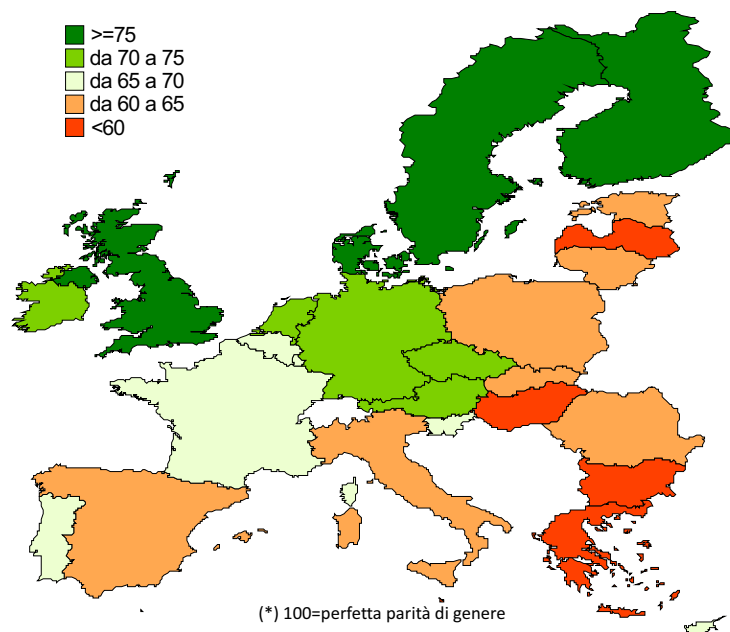 >=75
da 70 a 75
da 65 a 70
da 60 a 65
<60
(*) 100=perfetta parità di genere